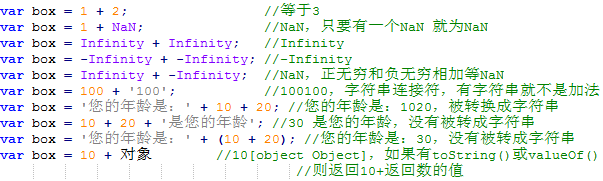 var box = 1 + 2; //等于3
var box = 1 + NaN; //NaN，只要有一个NaN 就为NaN
var box = Infinity + Infinity; //Infinity
var box = -Infinity + -Infinity; //-Infinity
var box = Infinity + -Infinity; //NaN，正无穷和负无穷相加等NaN
var box = 100 + '100'; //100100，字符串连接符，有字符串就不是加法
var box = '您的年龄是：' + 10 + 20; //您的年龄是：1020，被转换成字符串
var box = 10 + 20 + '是您的年龄'; //30 是您的年龄，没有被转成字符串
var box = '您的年龄是：' + (10 + 20); //您的年龄是：30，没有被转成字符串
var box = 10 + 对象 //10[object Object]，如果有toString()或valueOf()
//则返回10+返回数的值